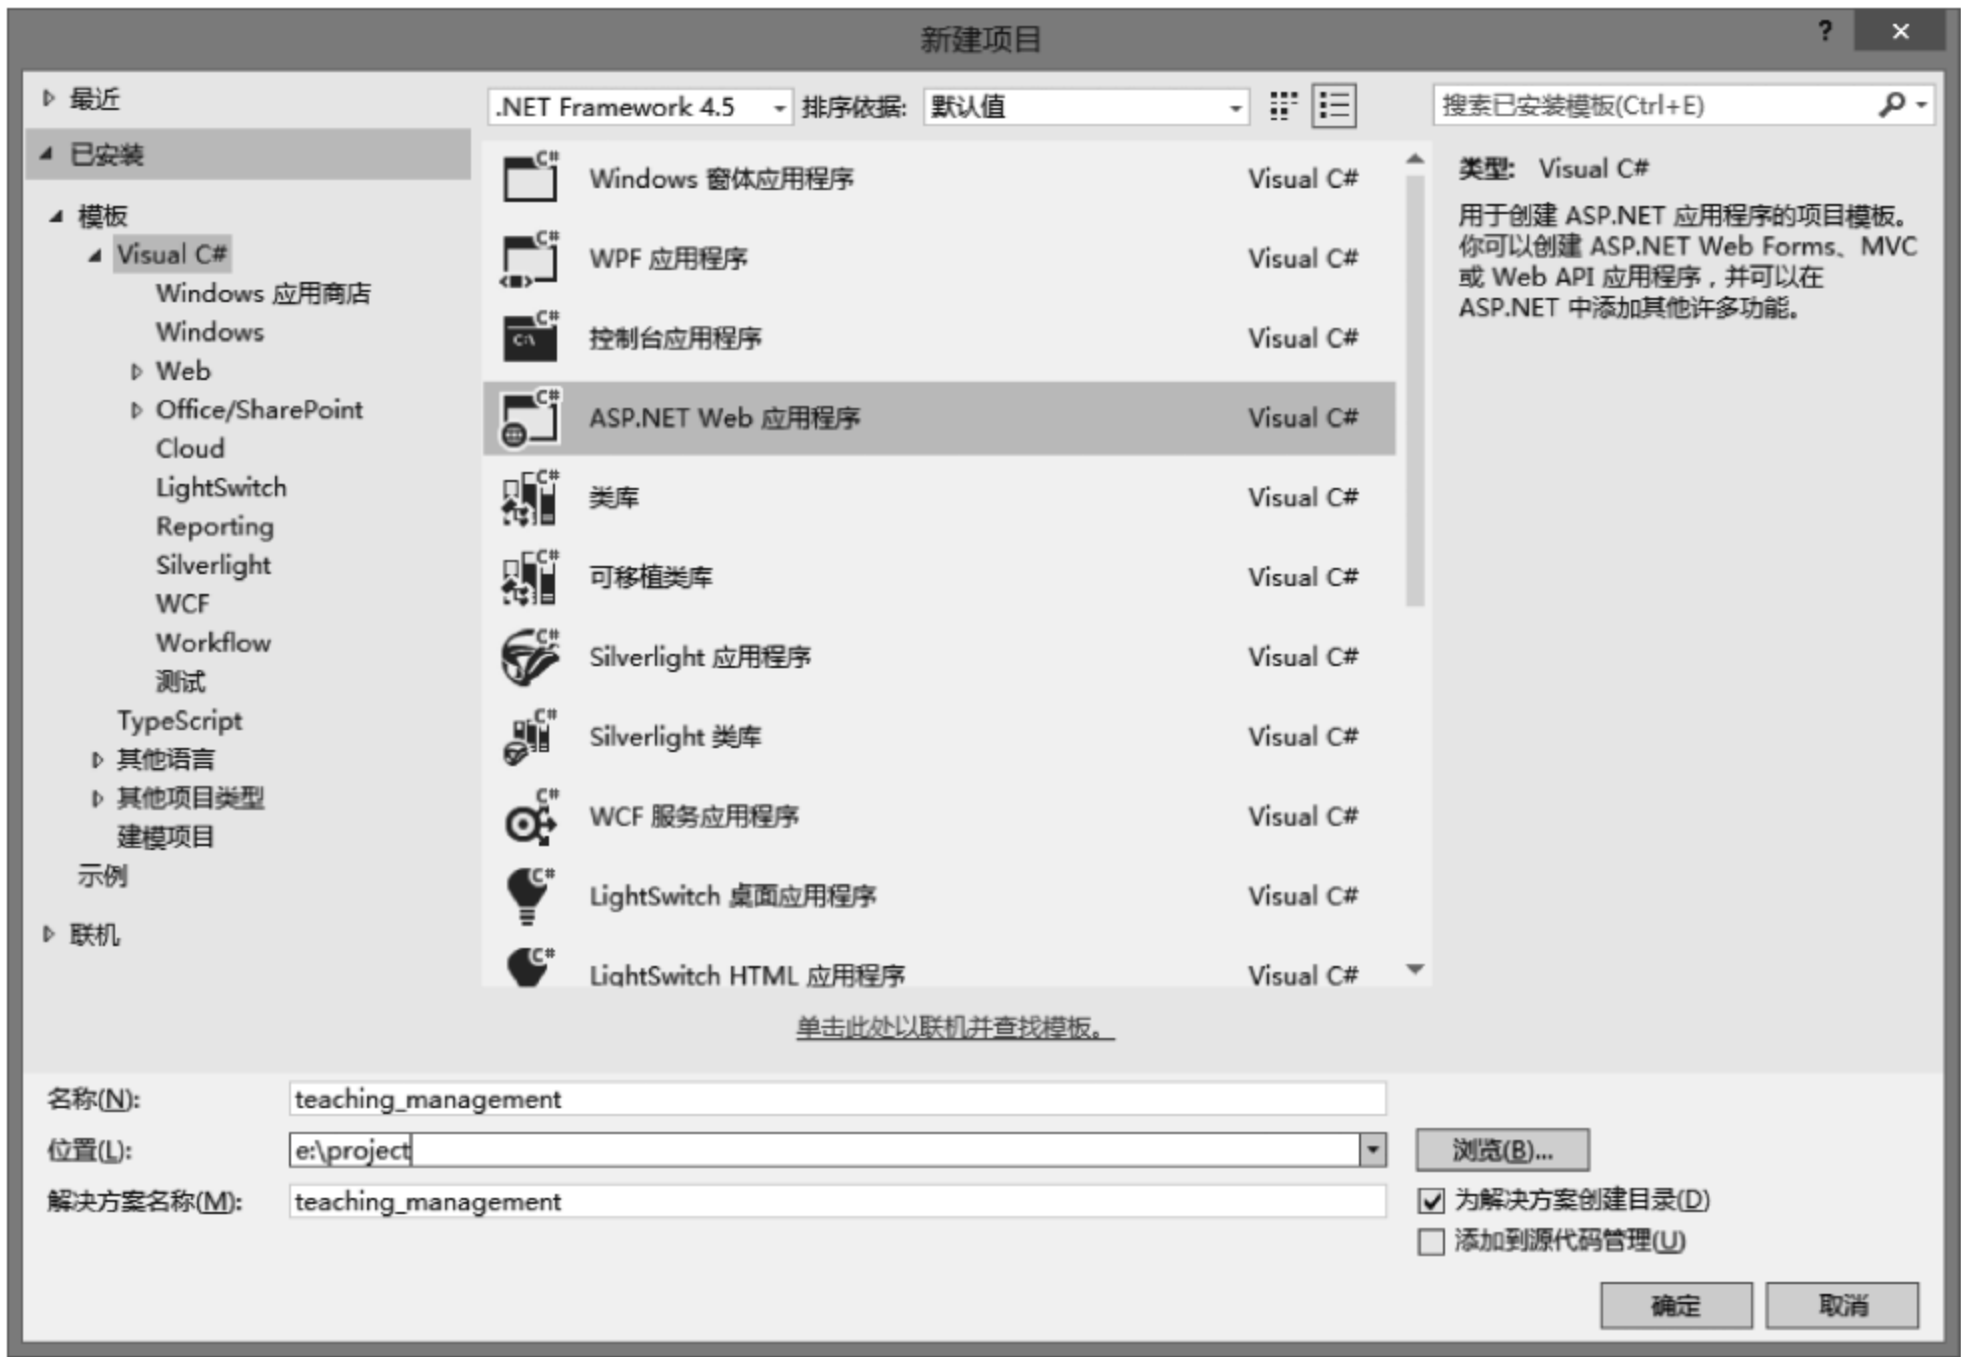 新建项目
?
最近
已安装
模板
Visual C#
Windows 应用商店
Windows
Web
Office/SharePoint
Cloud
LightSwitch
Reporting
Silverlight
WCF
Workflow
测试
TypeScript
其他语言
其他项目类型
建模项目
示例
联机
.NET Framework 4.5 排序依据: 默认值
Windows 窗体应用程序 Visual C#
WPF 应用程序 Visual C#
控制台应用程序 Visual C#
ASP.NET Web 应用程序 Visual C#
类库 Visual C#
可移植类库 Visual C#
Silverlight 应用程序 Visual C#
Silverlight 类库 Visual C#
WCF 服务应用程序 Visual C#
LightSwitch 桌面应用程序 Visual C#
LightSwitch HTML 应用程序 Visual C#
单击此处以联机并查找模板。
搜索已安装模板(Ctrl+E)
类型: Visual C#
用于创建 ASP.NET 应用程序的项目模板。
你可以创建 ASP.NET Web Forms、MVC
或 Web API 应用程序，并可以在
ASP.NET 中添加其他许多功能。
名称(N): teaching_management
位置(L): e:\project 浏览(B)...
解决方案名称(M): teaching_management
为解决方案创建目录(D)
添加到源代码管理(U)
确定 取消